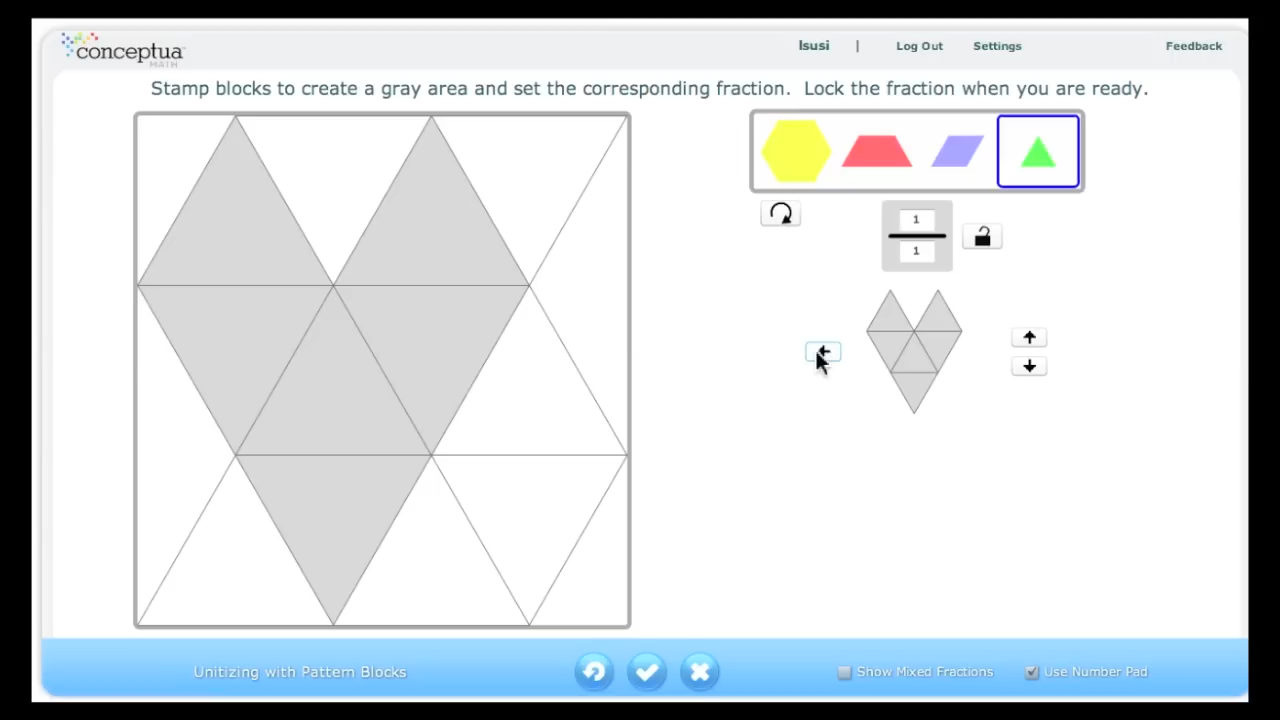 conceptua
MATH
lsusi | Log Out Settings Feedback
Stamp blocks to create a gray area and set the corresponding fraction. Lock the fraction when you are ready.
1
1
Unitizing with Pattern Blocks
Show Mixed Fractions
Use Number Pad